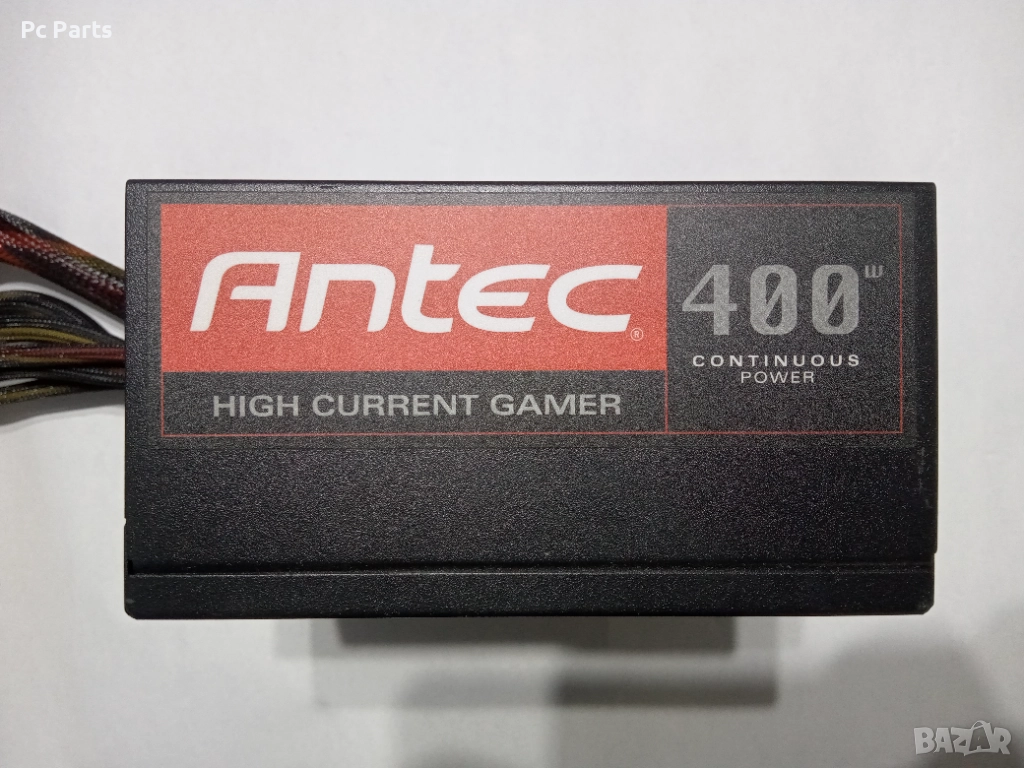 Pc Parts
Antec®
HIGH CURRENT GAMER
400W
CONTINUOUS
POWER
BAZAR